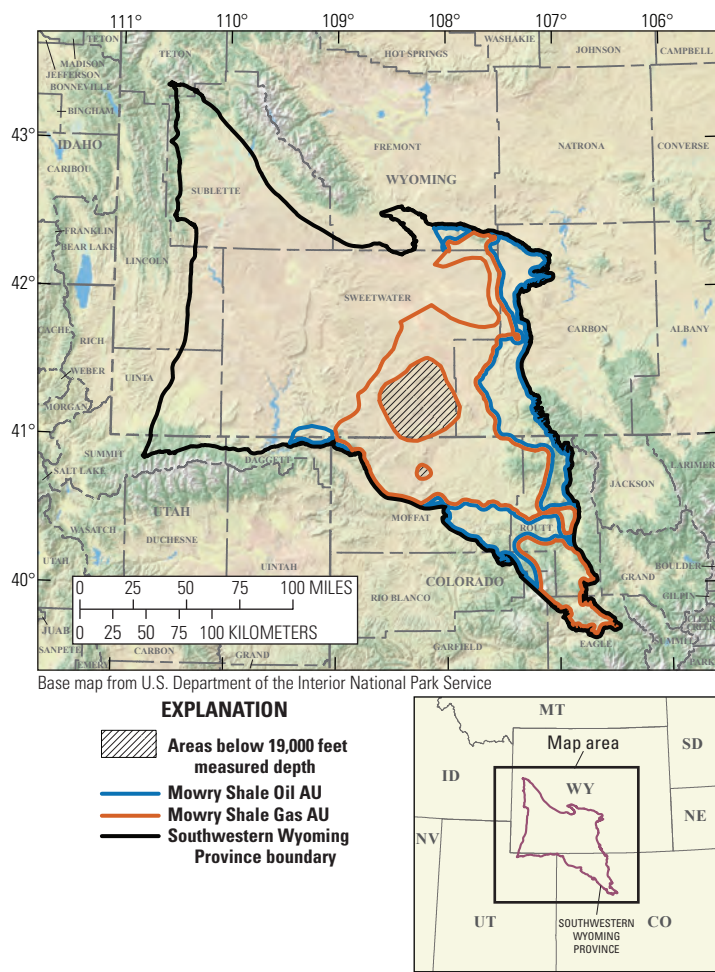 111° 110° 109° 108° 107° 106°
TETON
TETON
WASHAKIE
HOT SPRINGS
JOHNSON
CAMPBELL
MADISON
JEFFERSON
BONNEVILLE
BINGHAM
43°
IDAHO
CARIBOU
FREMONT
NATRONA
CONVERSE
WYOMING
SUBLETTE
FRANKLIN
BEAR LAKE
LINCOLN
42°
SWEETWATER
CARBON
ALBANY
CACHE
RICH
WEBER
UINTA
MORGAN
41°
SUMMIT
DAGGETT
SALT LAKE
LARIMER
JACKSON
UTAH
MOFFAT
ROUTT
WASATCH
DUCHESNE
UTAH
UINTAH
40°
COLORADO
GRAND
BOULDER
GILPIN
RIO BLANCO
CLEAR
CREEK
0 25 50 75 100 MILES
0 25 50 75 100 KILOMETERS
JUAB
SANPETE
CARBON
GRAND
GARFIELD
EAGLE
SUMMIT
PARK
EMERY
Base map from U.S. Department of the Interior National Park Service
EXPLANATION
Areas below 19,000 feet
measured depth
Mowry Shale Oil AU
Mowry Shale Gas AU
Southwestern Wyoming
Province boundary
MT
Map area
ID
SD
WY
NE
NV
UT
CO
SOUTHWESTERN
WYOMING
PROVINCE